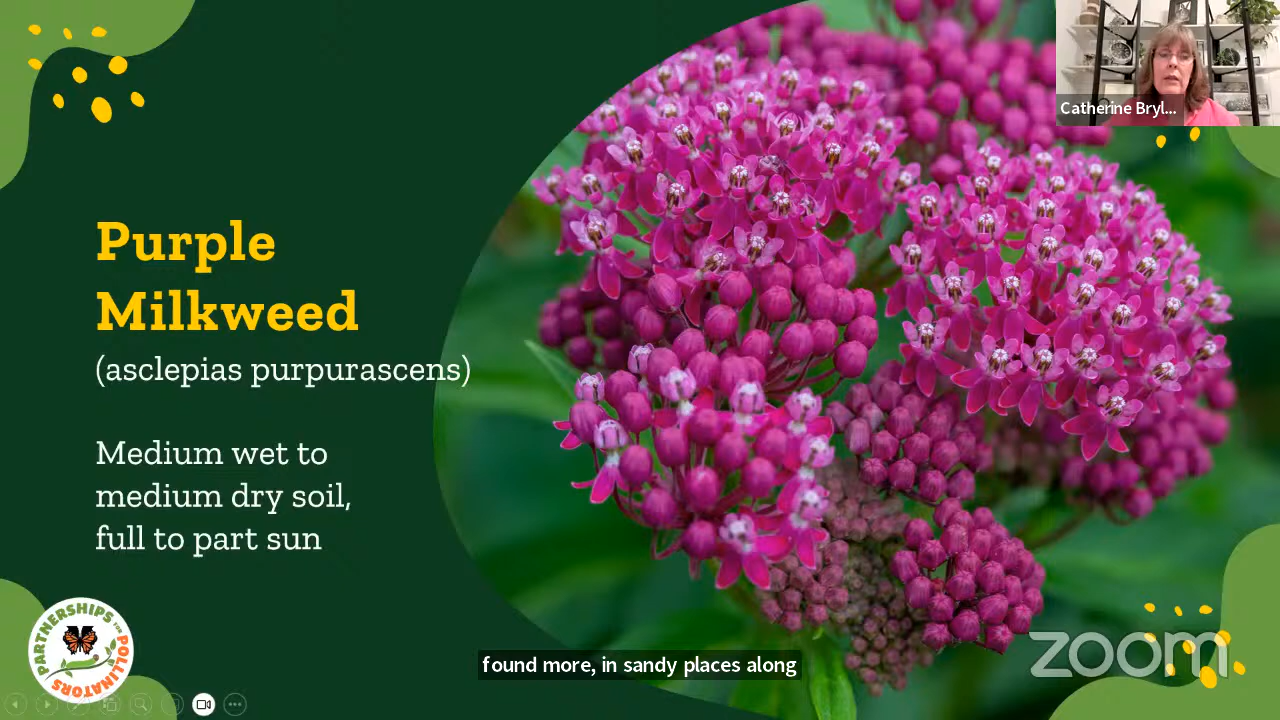 Catherine Bryl...
Purple
Milkweed
(asclepias purpurascens)
Medium wet to
medium dry soil,
full to part sun
PARTNERSHIPS FOR POLLINATORS
found more, in sandy places along
zoom